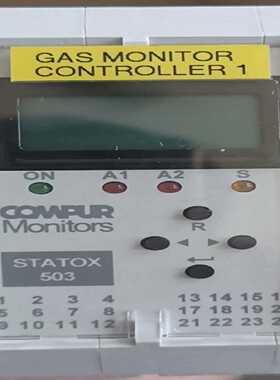 GAS MONITOR
CONTROLLER 1
ON A1 A2 S
COMPUR
Monitors
R
STATOX
503
1 2 3 4 13 14 15
5 6 7 8 17 18 19
9 10 11 12 21 22 23